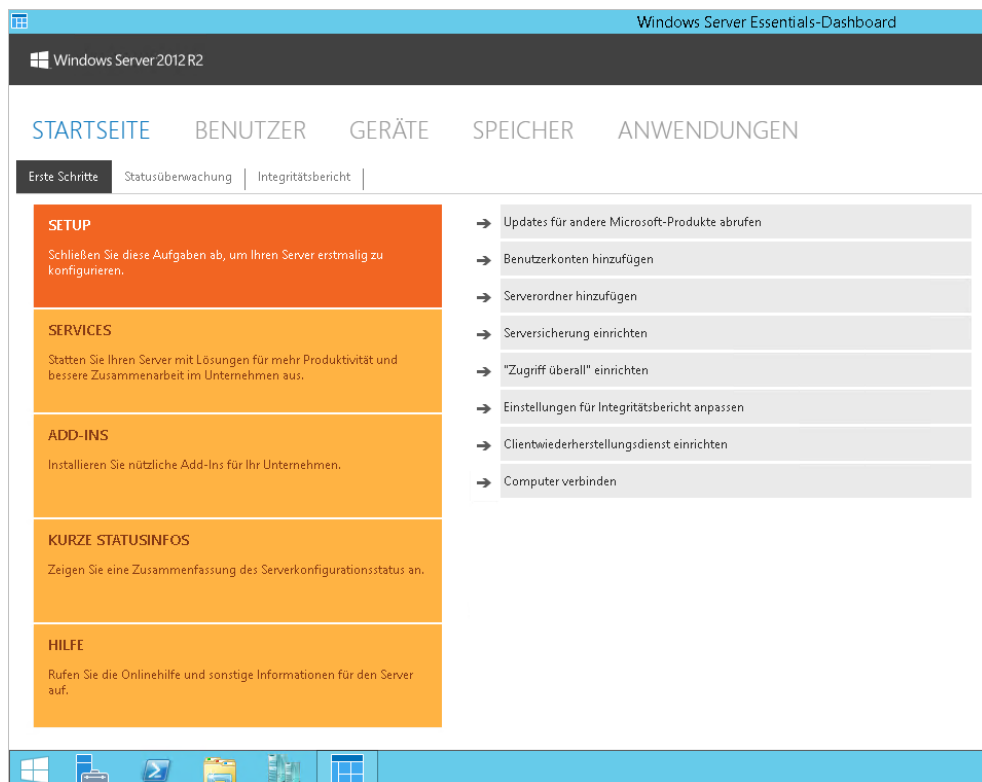 Windows Server Essentials-Dashboard
Windows Server 2012 R2
STARTSEITE BENUTZER GERÄTE SPEICHER ANWENDUNGEN
Erste Schritte Statusüberwachung Integritätsbericht
SETUP
Schließen Sie diese Aufgaben ab, um Ihren Server erstmalig zu
konfigurieren.
SERVICES
Statten Sie Ihren Server mit Lösungen für mehr Produktivität und
bessere Zusammenarbeit im Unternehmen aus.
ADD-INS
Installieren Sie nützliche Add-Ins für Ihr Unternehmen.
KURZE STATUSINFOS
Zeigen Sie eine Zusammenfassung des Serverkonfigurationsstatus an.
HILFE
Rufen Sie die Onlinehilfe und sonstige Informationen für den Server
auf.
Updates für andere Microsoft-Produkte abrufen
Benutzerkonten hinzufügen
Serverordner hinzufügen
Serversicherung einrichten
"Zugriff überall" einrichten
Einstellungen für Integritätsbericht anpassen
Clientwiederherstellungsdienst einrichten
Computer verbinden